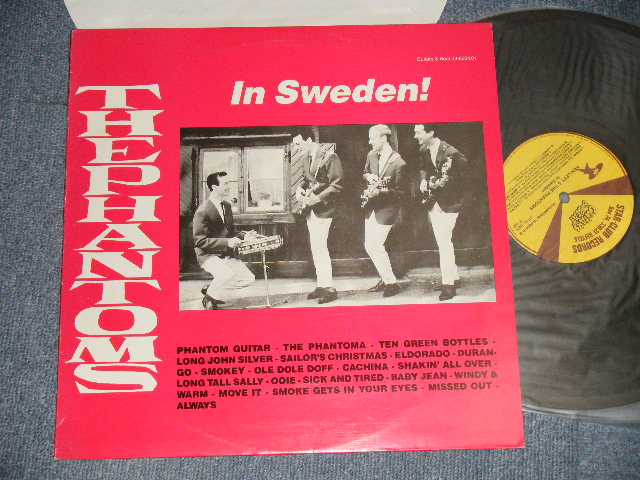 Guitars & Beat
In Sweden!
THE PHANTOMS
PHANTOM GUITAR - THE PHANTOMA - TEN GREEN BOTTLES -
LONG JOHN SILVER - SAILOR'S CHRISTMAS - ELDORADO - DURAN-
GO - SMOKEY - OLE DOLE DOFF - CACHINA - SHAKIN' ALL OVER -
LONG TALL SALLY - OOIE - SICK AND TIRED - BABY JEAN - WINDY &
WARM - MOVE IT - SMOKE GETS IN YOUR EYES - MISSED OUT -
ALWAYS
STAR-CLUB RECORDS